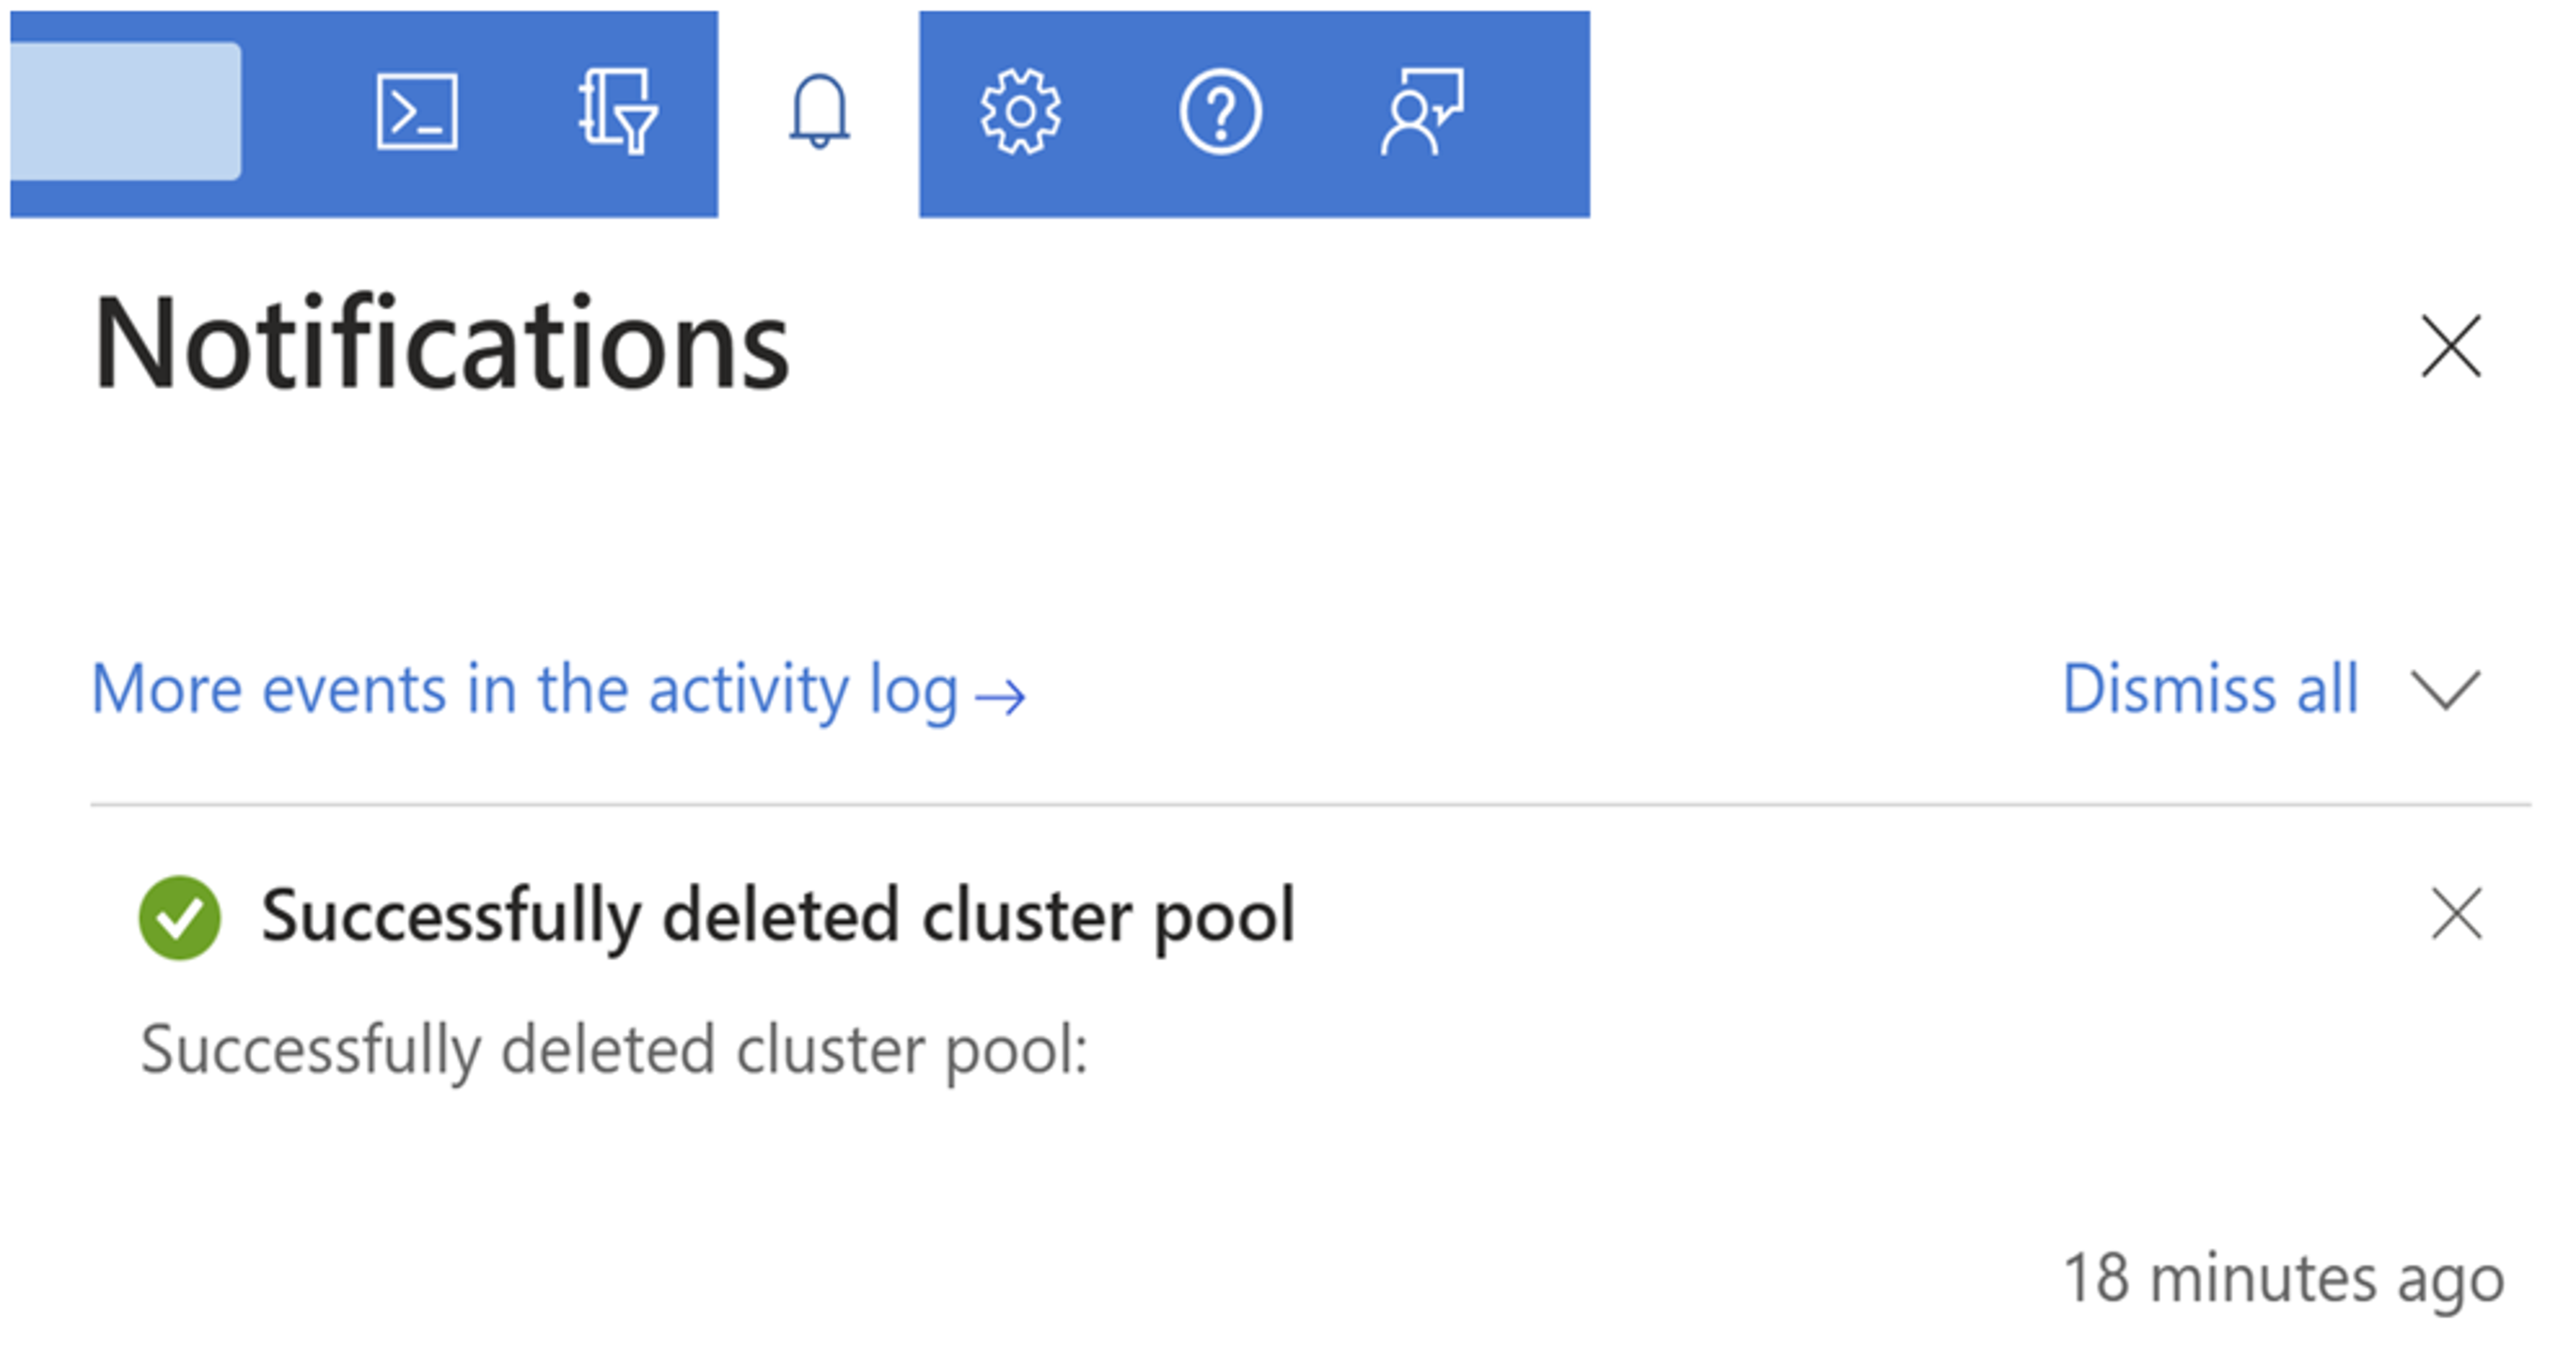 Notifications
More events in the activity log →
Dismiss all
Successfully deleted cluster pool
Successfully deleted cluster pool:
18 minutes ago